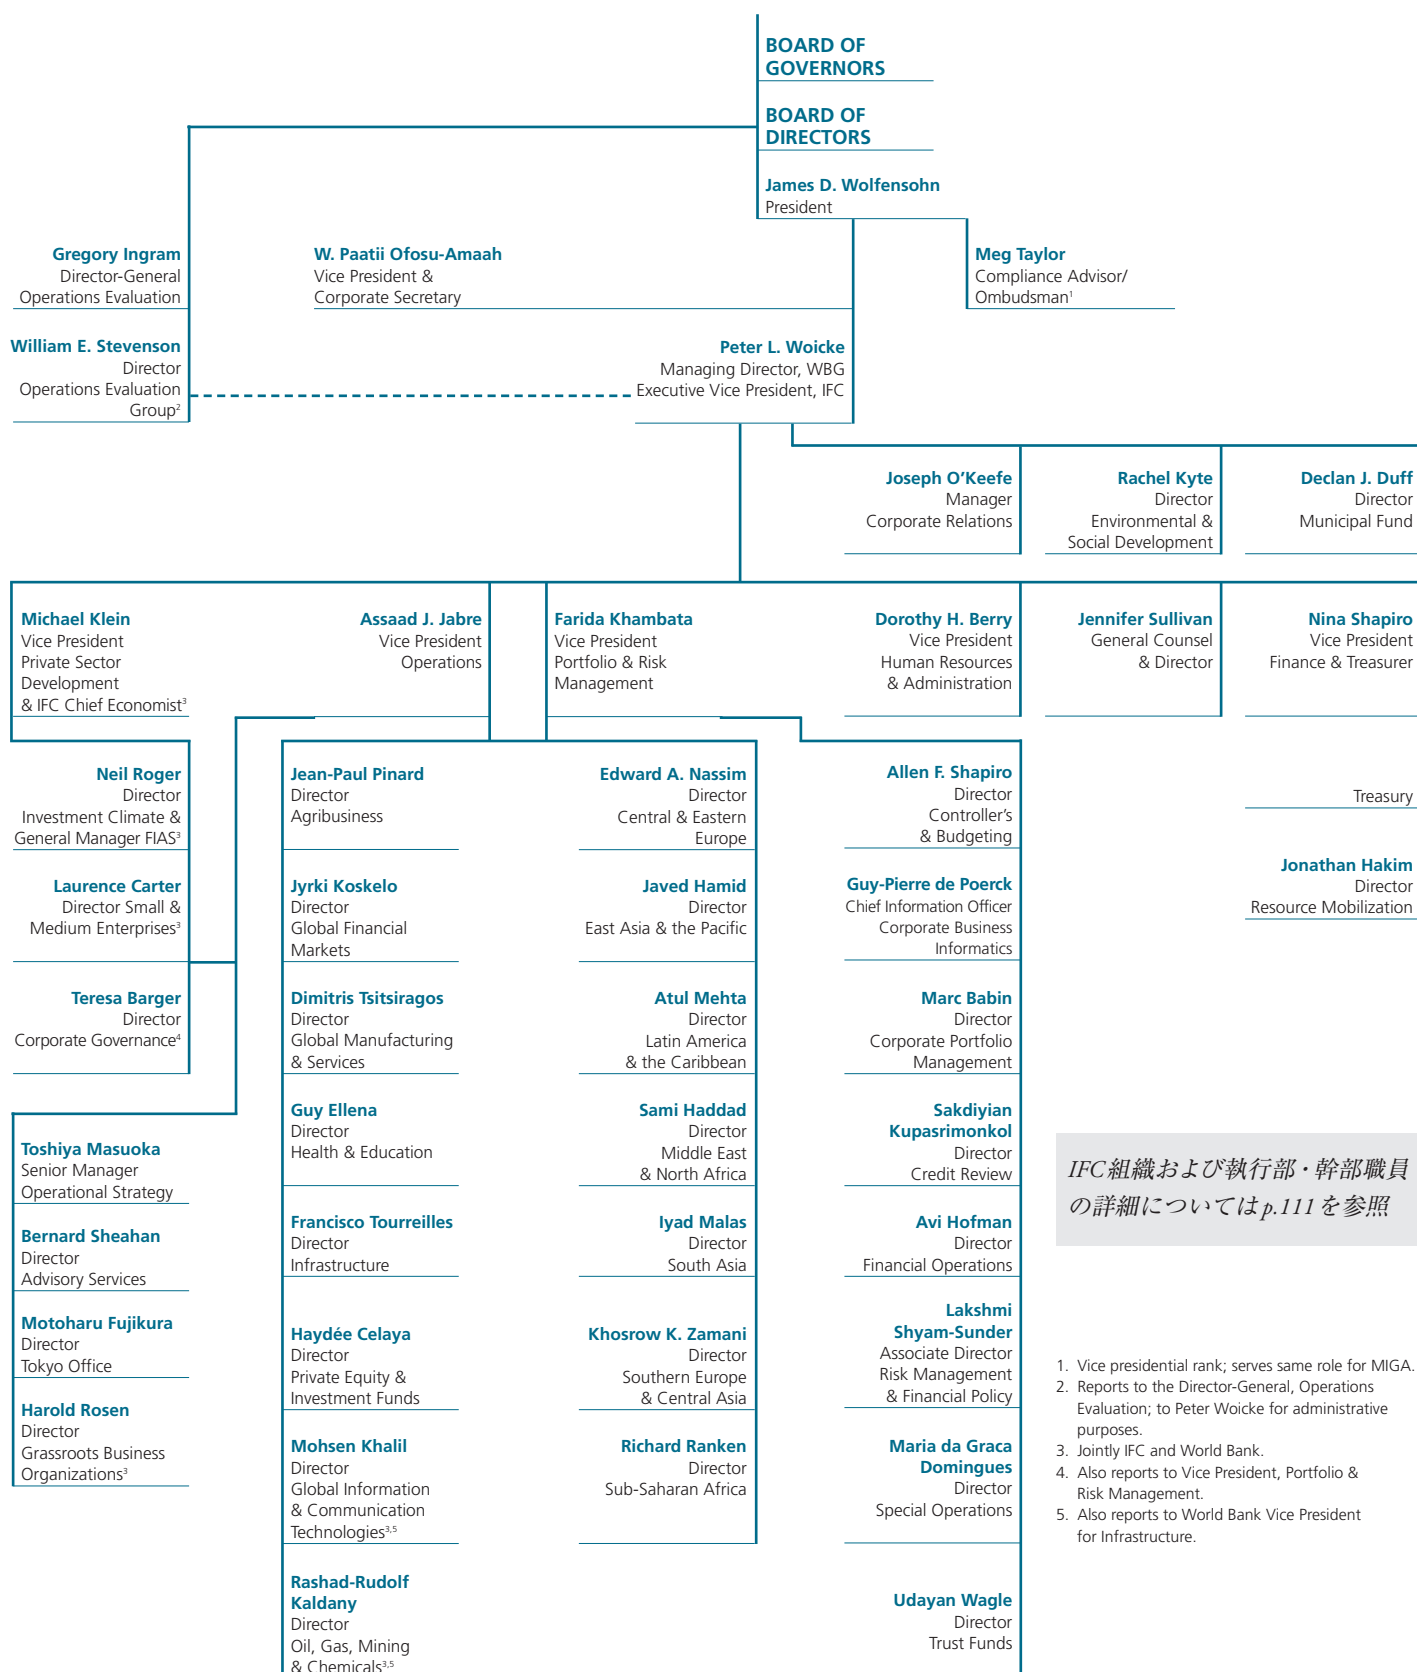 BOARD OF
GOVERNORS
BOARD OF
DIRECTORS
James D. Wolfensohn
President
Gregory Ingram
Director-General
Operations Evaluation
W. Paatii Ofosu-Amaah
Vice President &
Corporate Secretary
Meg Taylor
Compliance Advisor/
Ombudsman1
William E. Stevenson
Director
Operations Evaluation
Group2
Peter L. Woicke
Managing Director, WBG
Executive Vice President, IFC
Joseph O’Keefe
Manager
Corporate Relations
Rachel Kyte
Director
Environmental &
Social Development
Declan J. Duff
Director
Municipal Fund
Michael Klein
Vice President
Private Sector
Development
& IFC Chief Economist3
Assaad J. Jabre
Vice President
Operations
Farida Khambata
Vice President
Portfolio & Risk
Management
Dorothy H. Berry
Vice President
Human Resources
& Administration
Jennifer Sullivan
General Counsel
& Director
Nina Shapiro
Vice President
Finance & Treasurer
Neil Roger
Director
Investment Climate &
General Manager FIAS3
Laurence Carter
Director Small &
Medium Enterprises3
Teresa Barger
Director
Corporate Governance4
Toshiya Masuoka
Senior Manager
Operational Strategy
Bernard Sheahan
Director
Advisory Services
Motoharu Fujikura
Director
Tokyo Office
Harold Rosen
Director
Grassroots Business
Organizations3
Jean-Paul Pinard
Director
Agribusiness
Jyrki Koskelo
Director
Global Financial
Markets
Dimitris Tsitsiragos
Director
Global Manufacturing
& Services
Guy Ellena
Director
Health & Education
Francisco Tourreilles
Director
Infrastructure
Haydée Celaya
Director
Private Equity &
Investment Funds
Mohsen Khalil
Director
Global Information
& Communication
Technologies3,5
Rashad-Rudolf
Kaldany
Director
Oil, Gas, Mining
& Chemicals3,5
Edward A. Nassim
Director
Central & Eastern
Europe
Javed Hamid
Director
East Asia & the Pacific
Atul Mehta
Director
Latin America
& the Caribbean
Sami Haddad
Director
Middle East
& North Africa
Iyad Malas
Director
South Asia
Khosrow K. Zamani
Director
Southern Europe
& Central Asia
Richard Ranken
Director
Sub-Saharan Africa
Allen F. Shapiro
Director
Controller’s
& Budgeting
Guy-Pierre de Poerck
Chief Information Officer
Corporate Business
Informatics
Marc Babin
Director
Corporate Portfolio
Management
Sakdiyian
Kupasrimonkol
Director
Credit Review
Avi Hofman
Director
Financial Operations
Lakshmi
Shyam-Sunder
Associate Director
Risk Management
& Financial Policy
Maria da Graca
Domingues
Director
Special Operations
Udayan Wagle
Director
Trust Funds
Treasury
Jonathan Hakim
Director
Resource Mobilization
IFC組織および執行部・幹部職員
の詳細についてはp.111を参照
1. Vice presidential rank; serves same role for MIGA.
2. Reports to the Director-General, Operations
Evaluation; to Peter Woicke for administrative
purposes.
3. Jointly IFC and World Bank.
4. Also reports to Vice President, Portfolio &
Risk Management.
5. Also reports to World Bank Vice President
for Infrastructure.